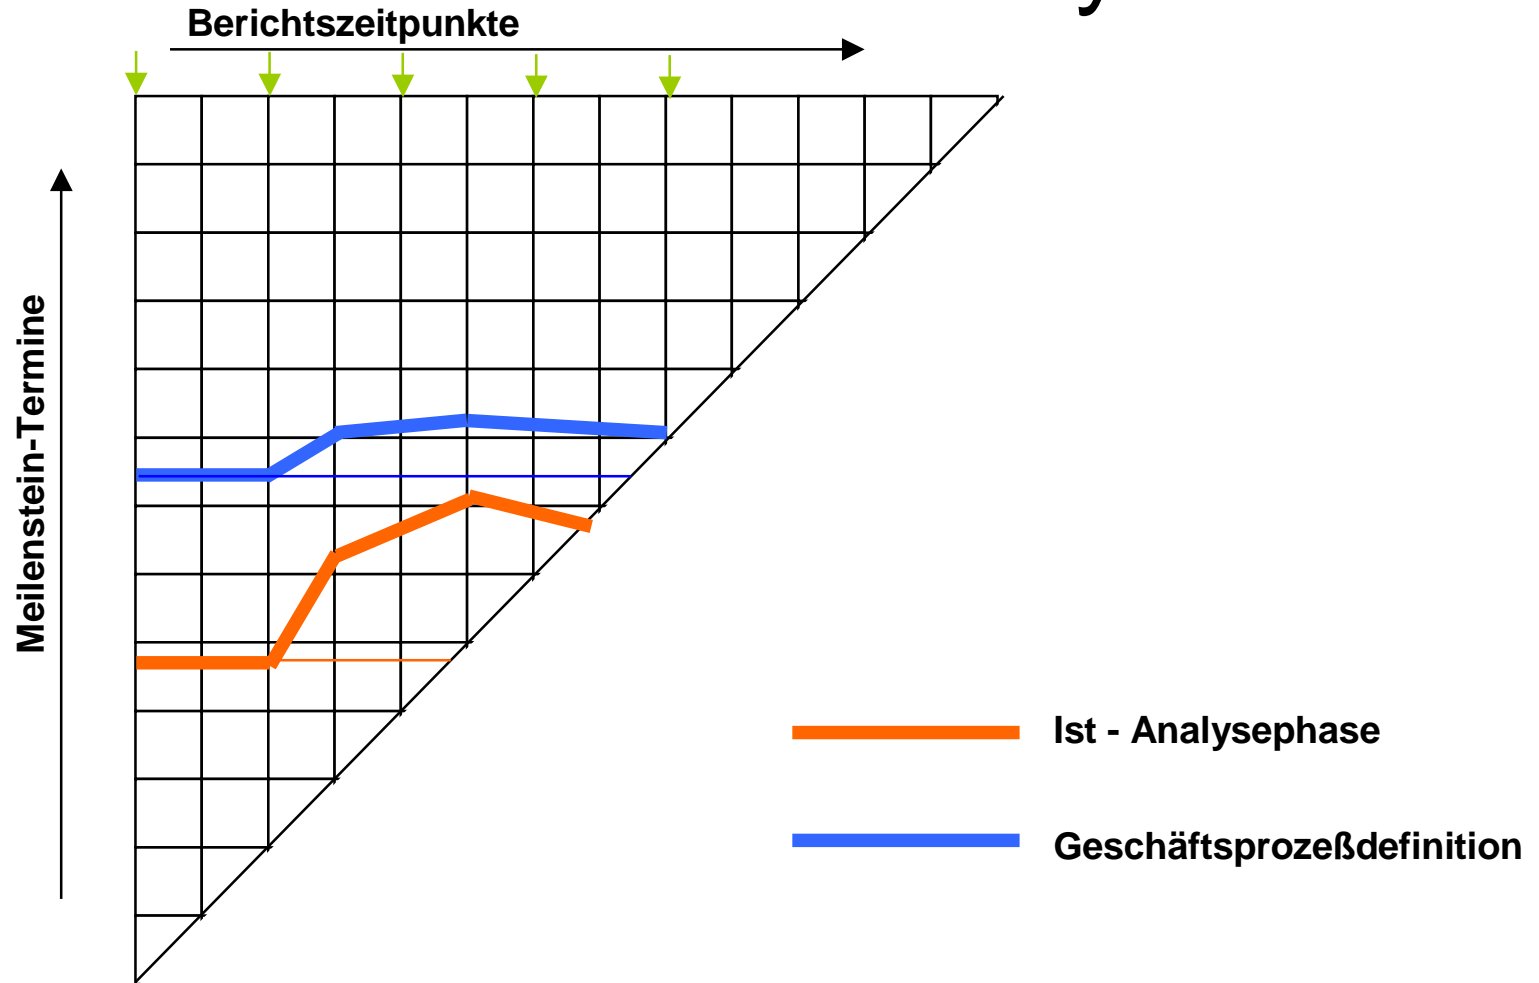 Berichtszeitpunkte
Meilenstein-Termine
Ist - Analysephase
Geschäftsprozeßdefinition